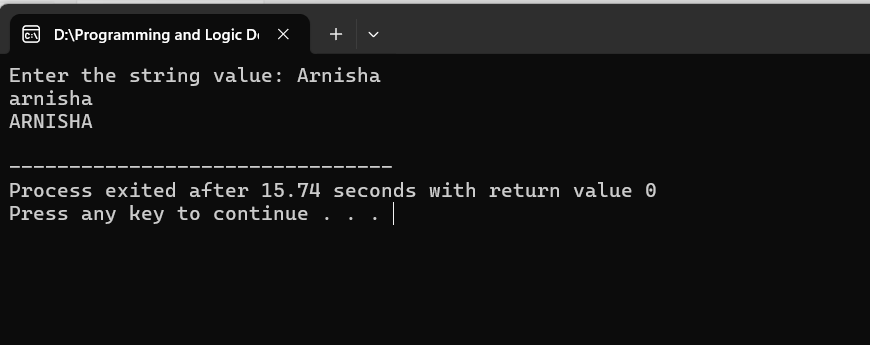 D:\Programming and Logic De
Enter the string value: Arnisha
arnisha
ARNISHA
--------------------------------
Process exited after 15.74 seconds with return value 0
Press any key to continue . . .